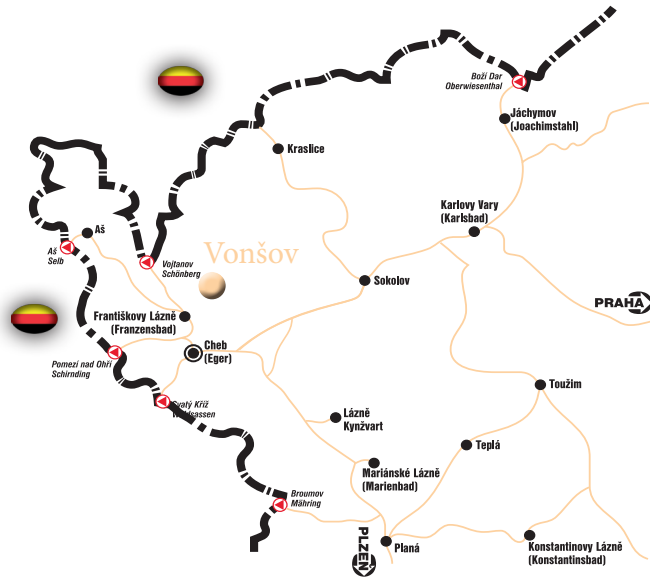 Boží Dar
Oberwiesenthal
Jáchymov
(Joachimstahl)
Kraslice
Karlovy Vary
(Karlsbad)
Aš
Aš
Selb
Vojtanov
Schönberg
Vonšov
Sokolov
PRAHA
Františkovy Lázně
(Franzensbad)
Cheb
(Eger)
Pomezí nad Ohří
Schirnding
Svatý Kříž
Waldsassen
Toužim
Lázně
Kynžvart
Teplá
Mariánské Lázně
(Marienbad)
Broumov
Mähring
PLZEŇ
Planá
Konstantinovy Lázně
(Konstantinsbad)